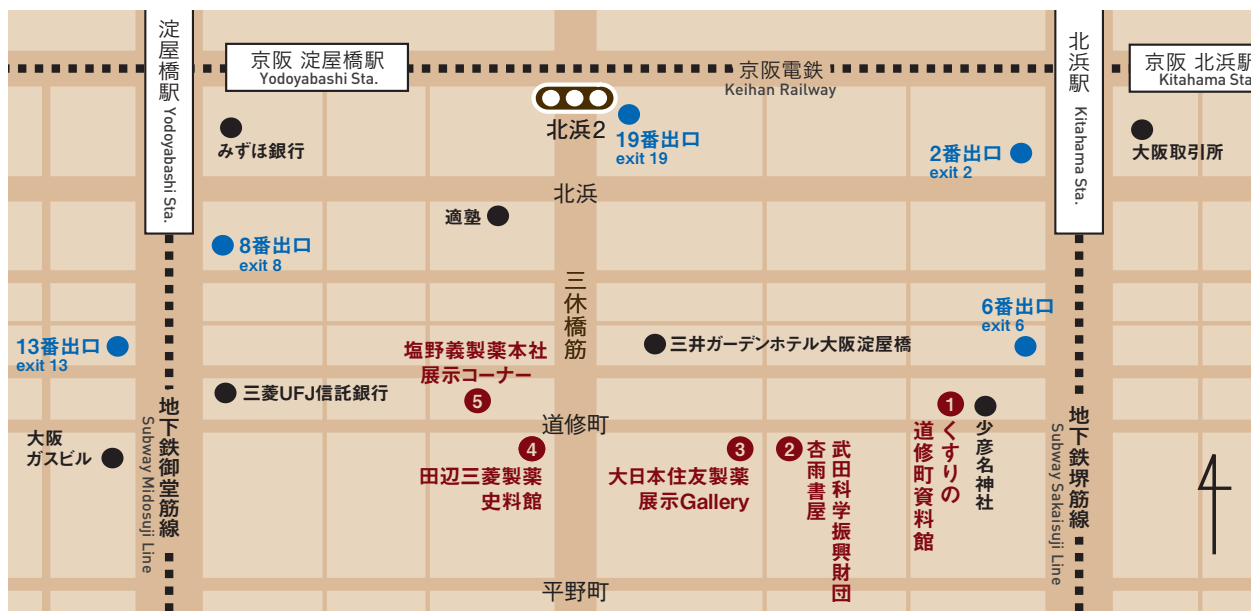 淀屋橋駅
Yodoyabashi Sta.
京阪 淀屋橋駅
Yodoyabashi Sta.
京阪電鉄
Keihan Railway
北浜駅
Kitahama Sta.
京阪 北浜駅
Kitahama Sta
みずほ銀行
北浜2
19番出口
exit 19
2番出口
exit 2
大阪取引所
北浜
適塾
8番出口
exit 8
三休橋筋
6番出口
exit 6
13番出口
exit 13
塩野義製薬本社
展示コーナー
5
三井ガーデンホテル大阪淀屋橋
三菱UFJ信託銀行
道修町
大阪
ガスビル
地下鉄御堂筋線
Subway Midosuji Line
4
田辺三菱製薬
史料館
3
大日本住友製薬
展示Gallery
2
武田科学振興財団
杏雨書屋
1
くすりの
道修町資料館
少彦名神社
地下鉄堺筋線
Subway Sakaisuji Line
平野町